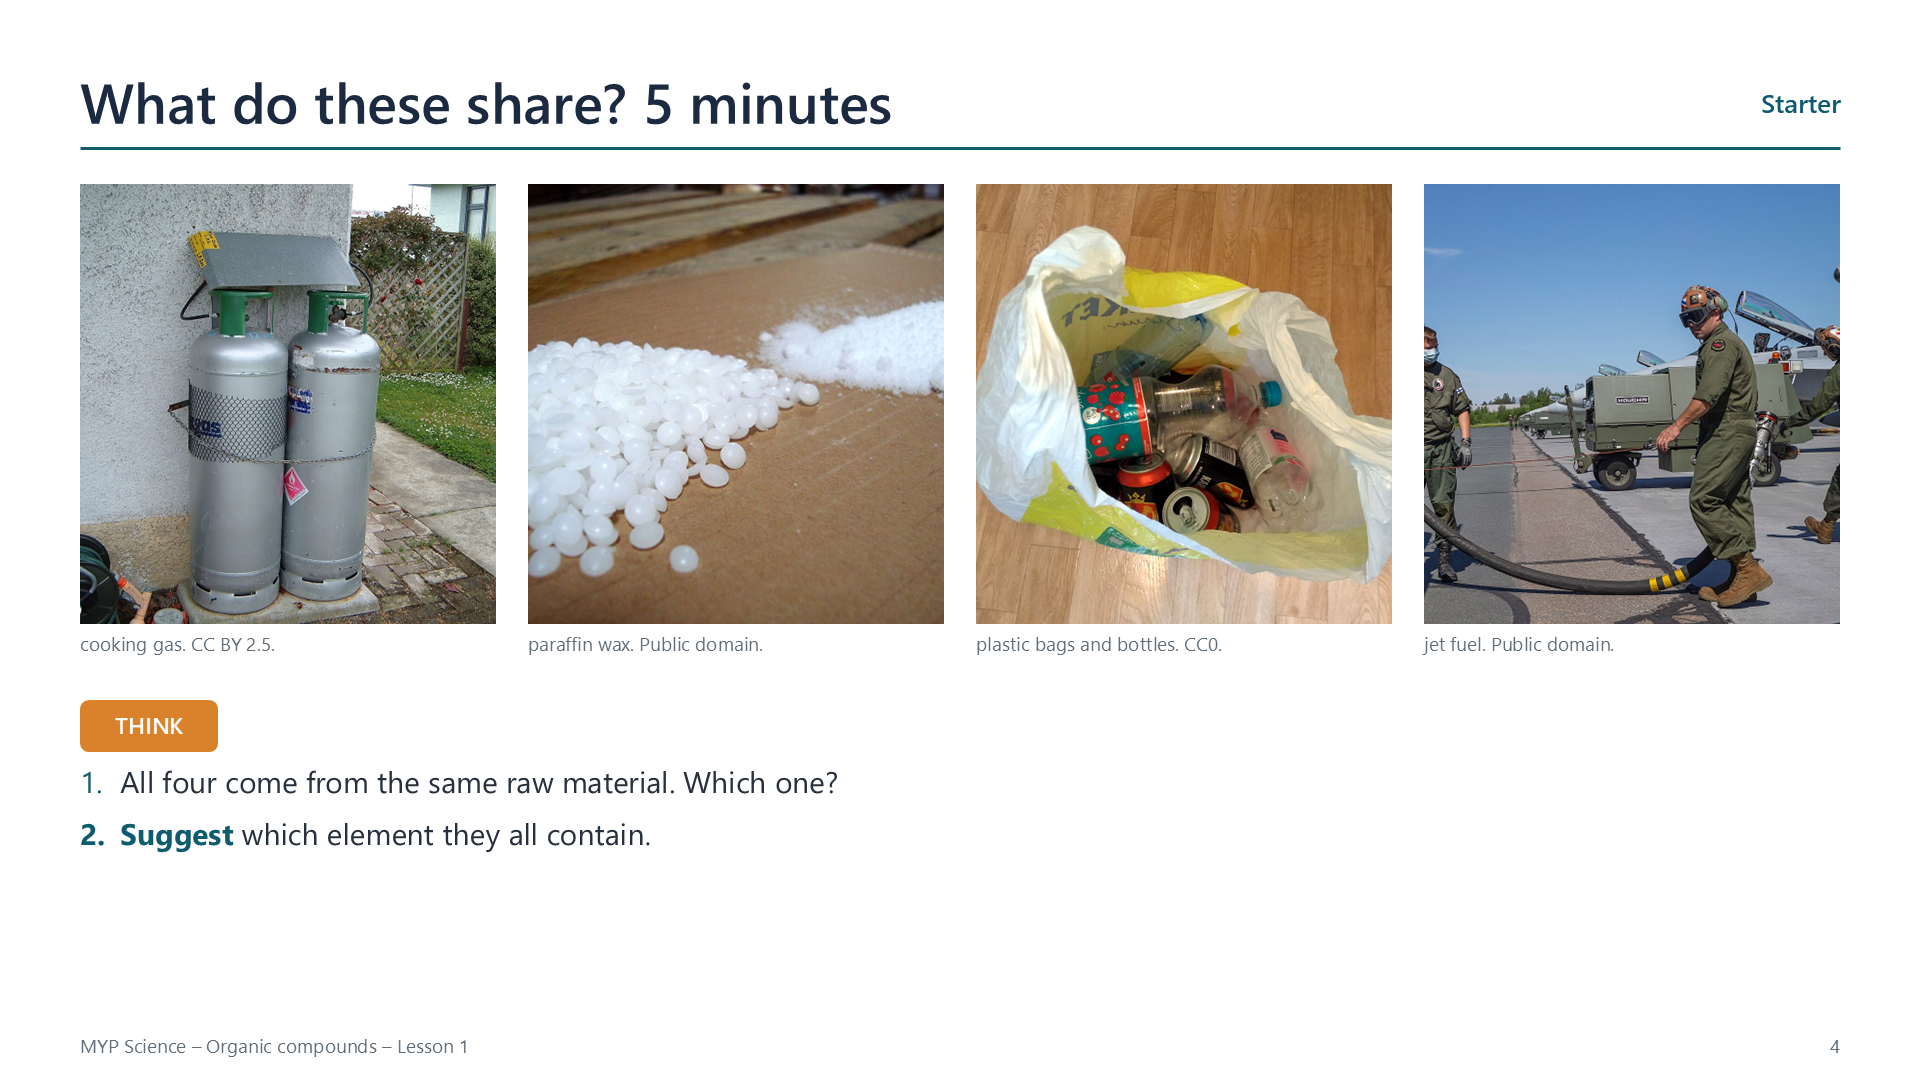 What do these share? 5 minutes
Starter
gas
HOUCHIN
cooking gas. CC BY 2.5.
paraffin wax. Public domain.
plastic bags and bottles. CC0.
jet fuel. Public domain.
THINK
1. All four come from the same raw material. Which one?
2. Suggest which element they all contain.
MYP Science – Organic compounds – Lesson 1
4